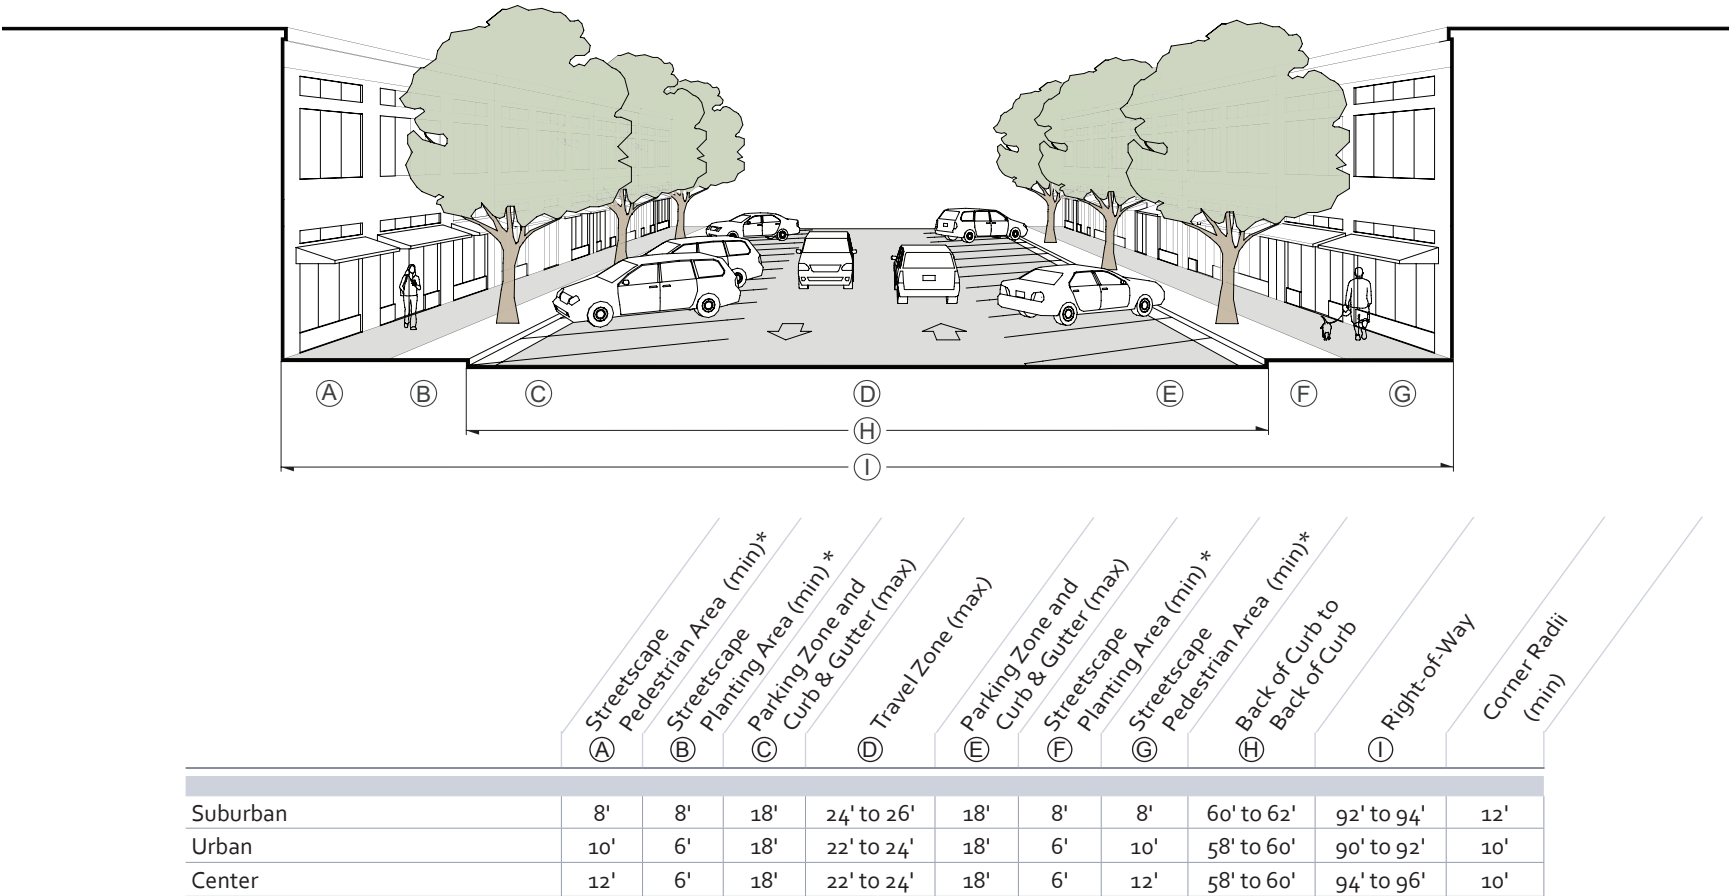 A B C D E F G
H
I
Streetscape
Pedestrian Area (min)*
Streetscape
Planting Area (min) *
Parking Zone and
Curb & Gutter (max)
Travel Zone (max)
Parking Zone and
Curb & Gutter (max)
Streetscape
Planting Area (min) *
Streetscape
Pedestrian Area (min)*
Back of Curb to
Back of Curb
Right-of-Way
Corner Radii
(min)
A B C D E F G H I
Suburban 8' 8' 18' 24' to 26' 18' 8' 8' 60' to 62' 92' to 94' 12'
Urban 10' 6' 18' 22' to 24' 18' 6' 10' 58' to 60' 90' to 92' 10'
Center 12' 6' 18' 22' to 24' 18' 6' 12' 58' to 60' 94' to 96' 10'